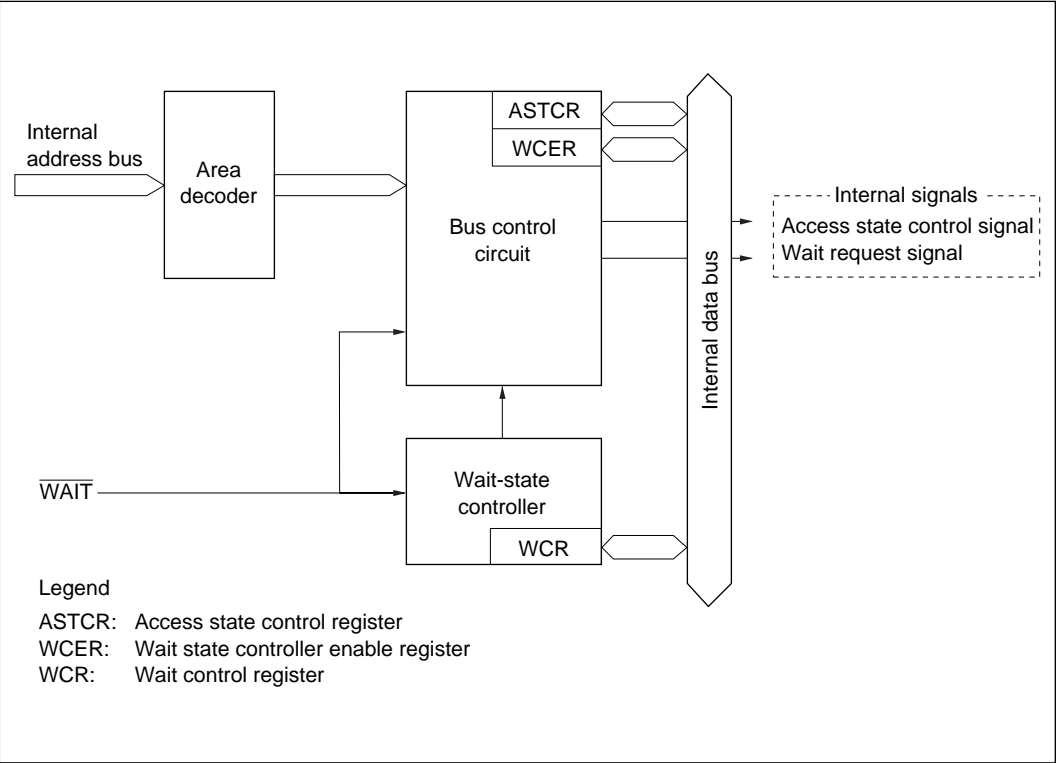 Internal
address bus
Area
decoder
ASTCR
WCER
Bus control
circuit
Internal data bus
Internal signals
Access state control signal
Wait request signal
W̅A̅I̅T̅
Wait-state
controller
WCR
Legend
ASTCR: Access state control register
WCER: Wait state controller enable register
WCR: Wait control register